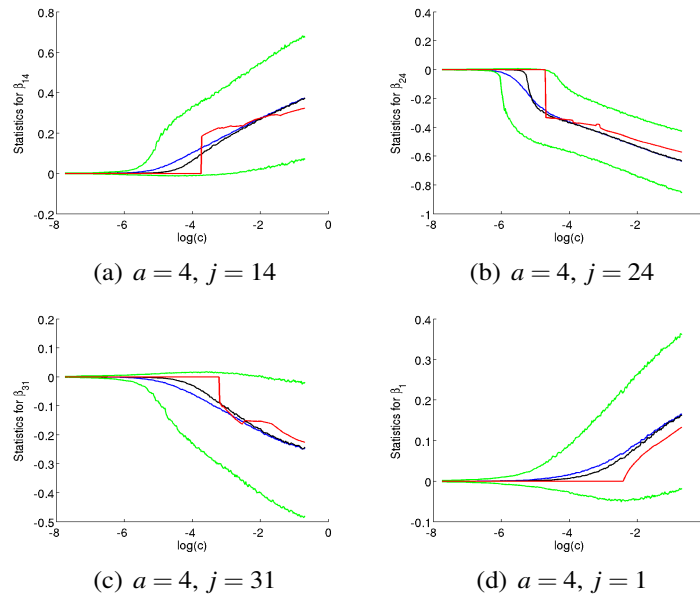 0.8
0.6
0.4
0.2
0
-0.2
-8 -6 -4 -2 0
Statistics for β14
log(c)
(a) a = 4, j = 14
0.4
0.2
0
-0.2
-0.4
-0.6
-0.8
-1
-8 -6 -4 -2 0
Statistics for β24
log(c)
(b) a = 4, j = 24
0.2
0.1
0
-0.1
-0.2
-0.3
-0.4
-0.5
-8 -6 -4 -2 0
Statistics for β31
log(c)
(c) a = 4, j = 31
0.4
0.3
0.2
0.1
0
-0.1
-8 -6 -4 -2 0
Statistics for β1
log(c)
(d) a = 4, j = 1